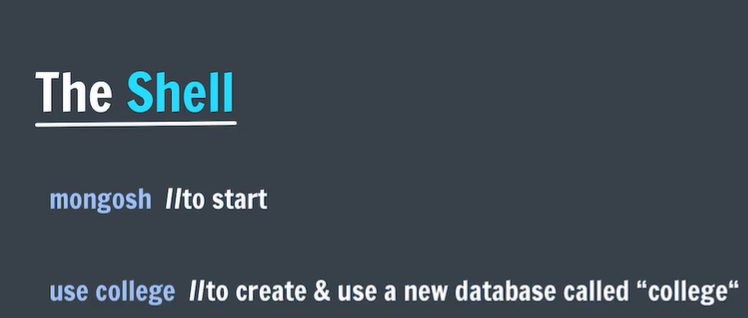 The Shell
mongosh //to start
use college //to create & use a new database called “college“